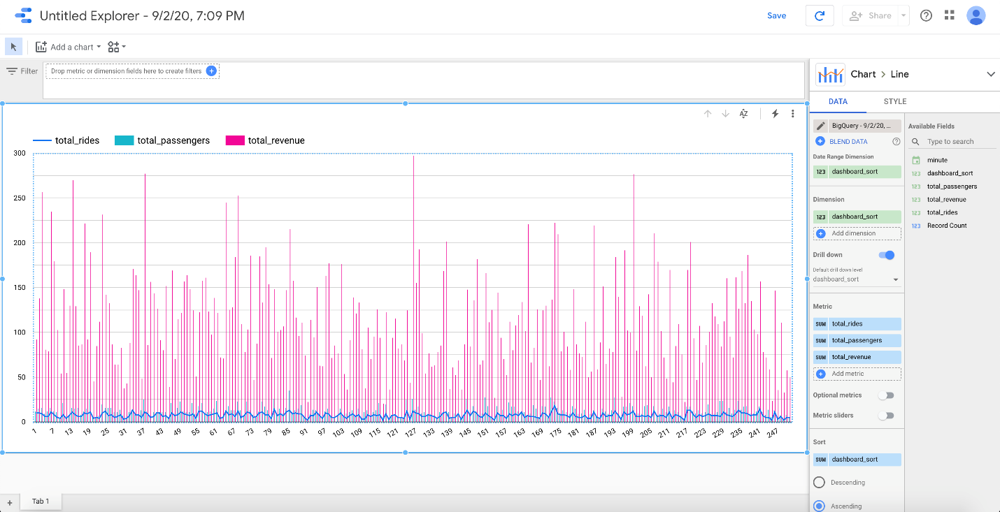 Untitled Explorer - 9/2/20, 7:09 PM
Save
Share
Add a chart
Filter
Drop metric or dimension fields here to create filters
Chart > Line
DATA STYLE
total_rides total_passengers total_revenue
300
250
200
150
100
50
0
1 7 13 19 25 31 37 43 49 55 61 67 73 79 85 91 97 103 109 115 121 127 133 139 145 151 157 163 169 175 181 187 193 199 205 211 217 223 229 235 241 247
BigQuery - 9/2/20, ...
BLEND DATA
Date Range Dimension
123 dashboard_sort
Dimension
123 dashboard_sort
Add dimension
Drill down
Default drill down level
dashboard_sort
Metric
SUM total_rides
SUM total_passengers
SUM total_revenue
Add metric
Optional metrics
Metric sliders
Sort
SUM dashboard_sort
Descending
Ascending
Available Fields
Type to search
minute
123 dashboard_sort
123 total_passengers
123 total_revenue
123 total_rides
123 Record Count
+ Tab 1